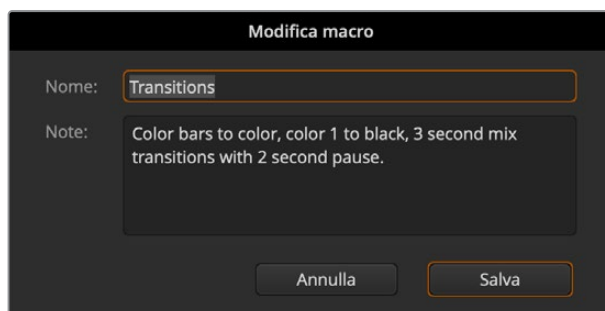 Modifica macro
Nome: Transitions
Note: Color bars to color, color 1 to black, 3 second mix
transitions with 2 second pause.
Annulla Salva